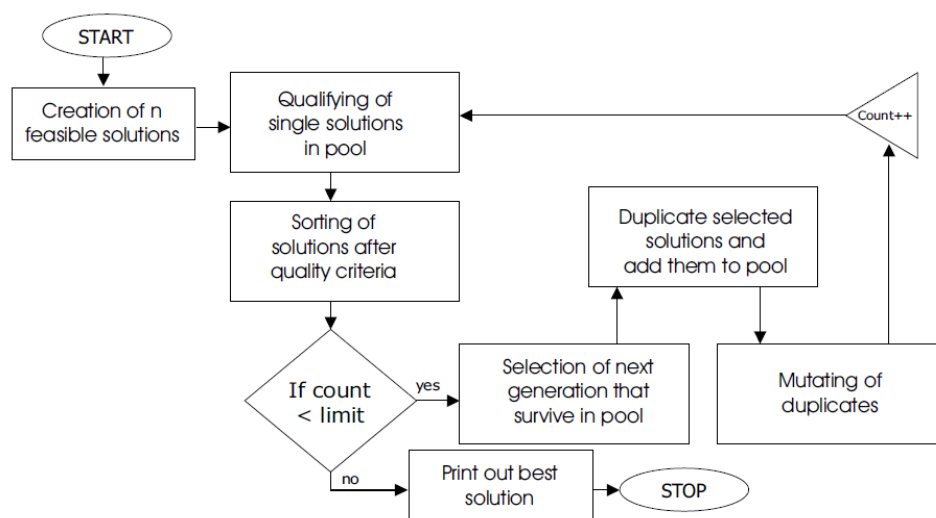 START
Creation of n
feasible solutions
Qualifying of
single solutions
in pool
Count++
Sorting of
solutions after
quality criteria
Duplicate selected
solutions and
add them to pool
If count
< limit
yes
Selection of next
generation that
survive in pool
Mutating of
duplicates
no
Print out best
solution
STOP